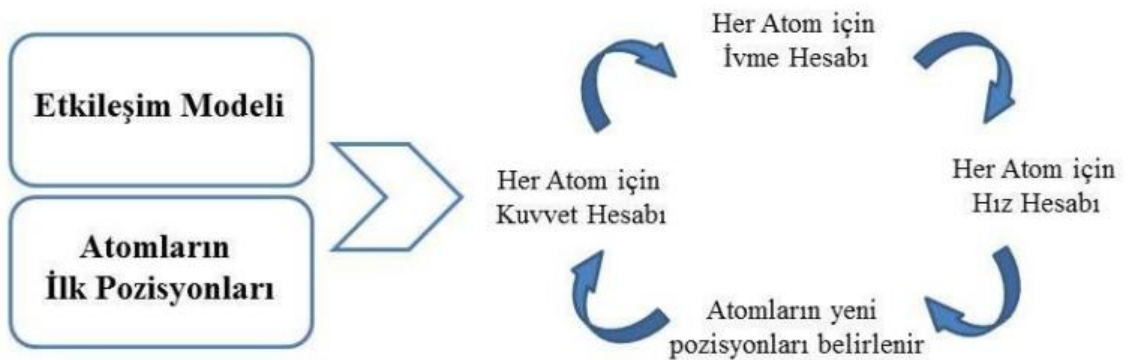 Etkileşim Modeli
Atomların
İlk Pozisyonları
Her Atom için
Kuvvet Hesabı
Her Atom için
İvme Hesabı
Her Atom için
Hız Hesabı
Atomların yeni
pozisyonları belirlenir